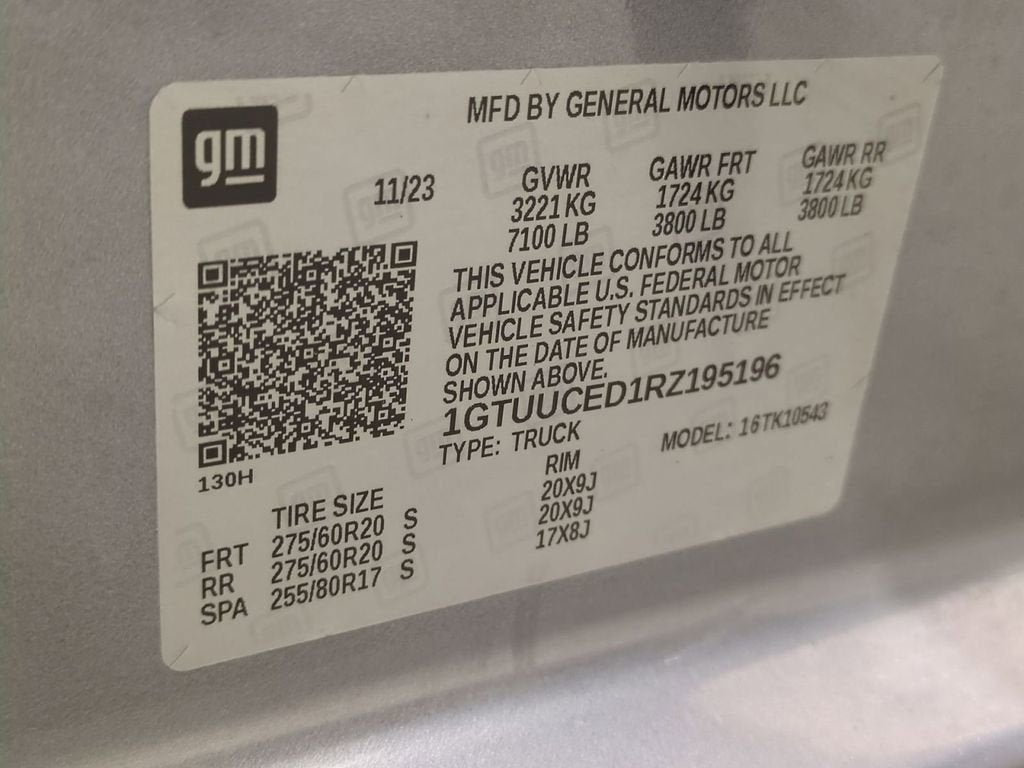 gm
MFD BY GENERAL MOTORS LLC
11/23
GVWR GAWR FRT GAWR RR
3221 KG 1724 KG 1724 KG
7100 LB 3800 LB 3800 LB
THIS VEHICLE CONFORMS TO ALL
APPLICABLE U.S. FEDERAL MOTOR
VEHICLE SAFETY STANDARDS IN EFFECT
ON THE DATE OF MANUFACTURE
SHOWN ABOVE.
1GTUUCED1RZ195196
TYPE: TRUCK MODEL: 16TK10543
130H
TIRE SIZE RIM
FRT 275/60R20 S 20X9J
RR 275/60R20 S 20X9J
SPA 255/80R17 S 17X8J